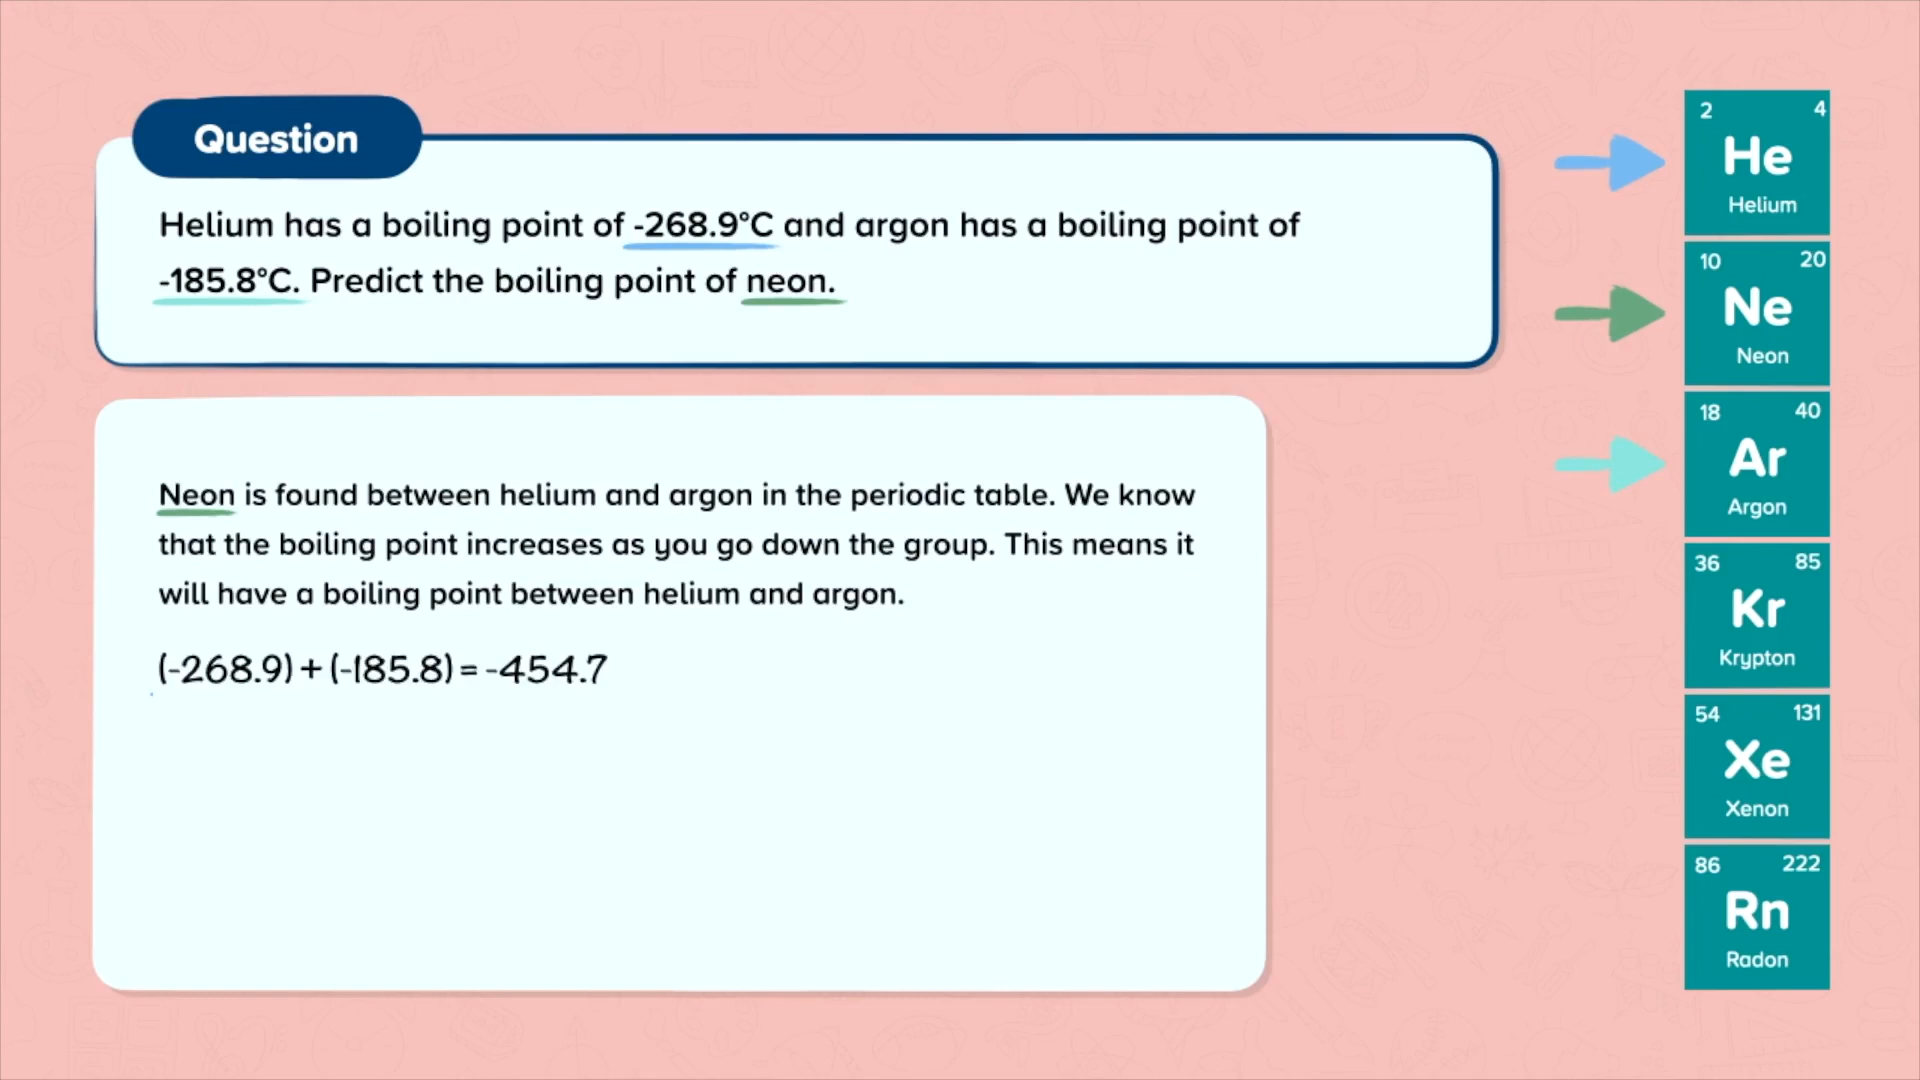 Question
Helium has a boiling point of -268.9°C and argon has a boiling point of
-185.8°C. Predict the boiling point of neon.
Neon is found between helium and argon in the periodic table. We know
that the boiling point increases as you go down the group. This means it
will have a boiling point between helium and argon.
(-268.9) + (-185.8) = -454.7
2 4
He
Helium
10 20
Ne
Neon
18 40
Ar
Argon
36 85
Kr
Krypton
54 131
Xe
Xenon
86 222
Rn
Radon